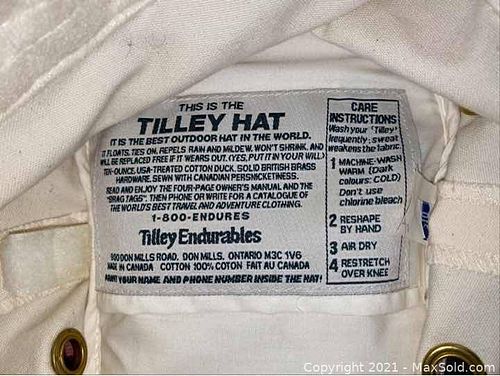 THIS IS THE
TILLEY HAT
IT IS THE BEST OUTDOOR HAT IN THE WORLD.
IT FLOATS, TIES ON, REPELS RAIN AND MILDEW, WON'T SHRINK, AND
WILL BE REPLACED FREE IF IT WEARS OUT. (YES, PUT IT IN YOUR WILL)
TEN-OUNCE, USA-TREATED COTTON DUCK. SOLID BRITISH BRASS
HARDWARE. SEWN WITH CANADIAN PERSNICKETINESS.
READ AND ENJOY THE FOUR-PAGE OWNER'S MANUAL AND THE
"BRAG TAGS". THEN PHONE OR WRITE FOR A CATALOGUE OF
THE WORLD'S BEST TRAVEL AND ADVENTURE CLOTHING.
1-800-ENDURES
Tilley Endurables
900 DON MILLS ROAD, DON MILLS, ONTARIO M3C 1V6
MADE IN CANADA COTTON 100% COTON FAIT AU CANADA
PRINT YOUR NAME AND PHONE NUMBER INSIDE THE HAT!
CARE
INSTRUCTIONS
Wash your 'Tilley'
frequently; sweat
weakens the fabric.
1 MACHINE-WASH
WARM (Dark
colours: COLD)
Don't use
chlorine bleach
2 RESHAPE
BY HAND
3 AIR DRY
4 RESTRETCH
OVER KNEE
Copyright 2021 - MaxSold.com